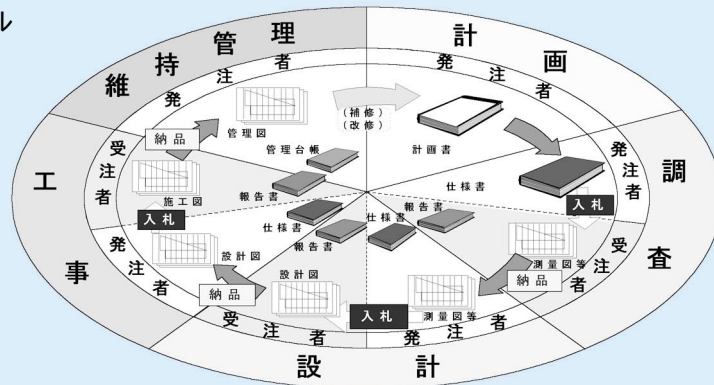 ル
維持管理
計画
調査
設計
工事
発注者
発注者
発注者
受注者
発注者
受注者
発注者
受注者
納品
管理図
(補修)
(改修)
計画書
管理台帳
施工図
報告書
仕様書
入札
仕様書
仕様書
報告書
入札
報告書
設計図
設計図
測量図等
納品
納品
入札
測量図等